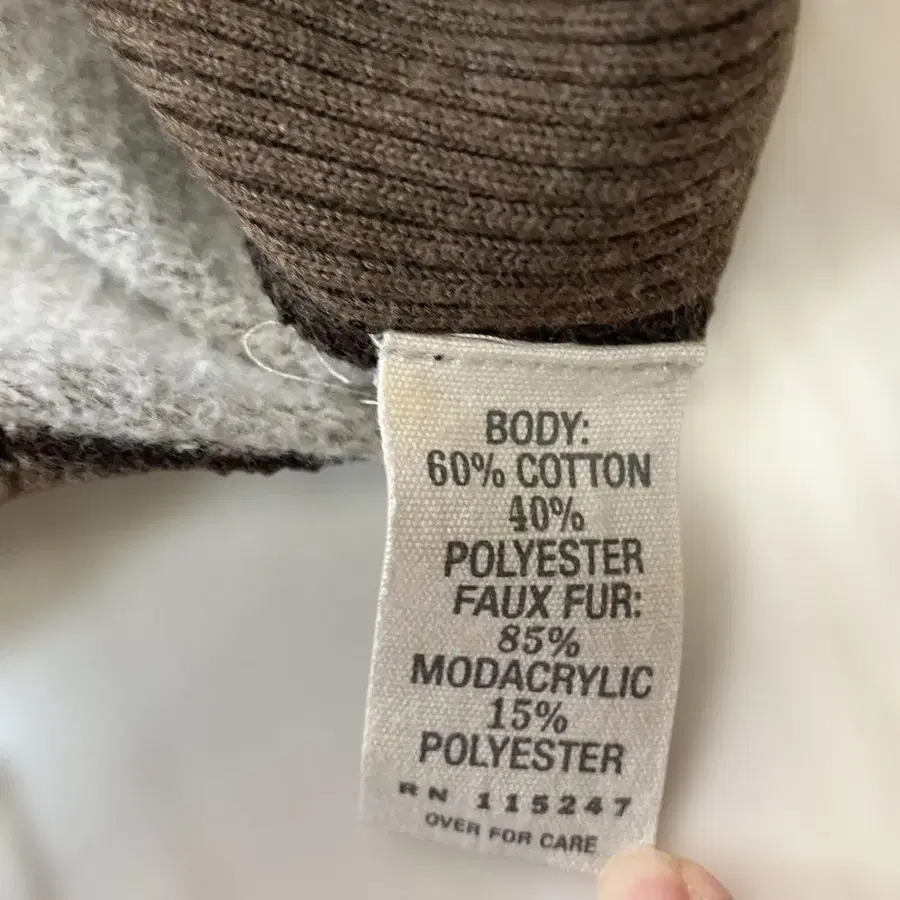 BODY:
60% COTTON
40%
POLYESTER
FAUX FUR:
85%
MODACRYLIC
15%
POLYESTER
RN 115247
OVER FOR CARE